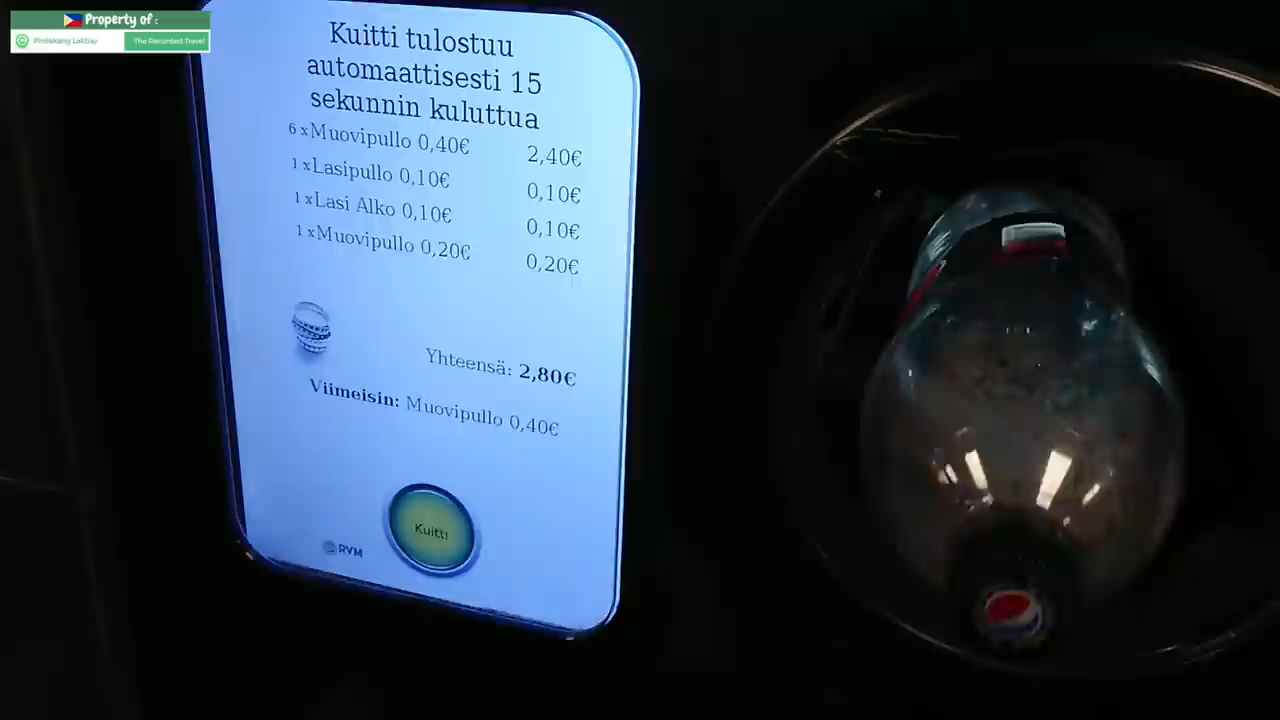 Property of :
Pinilakang Lakbay
The Recorded Travel
Kuitti tulostuu
automaattisesti 15
sekunnin kuluttua
6 x Muovipullo 0,40€ 2,40€
1 x Lasipullo 0,10€ 0,10€
1 x Lasi Alko 0,10€ 0,10€
1 x Muovipullo 0,20€ 0,20€
Yhteensä: 2,80€
Viimeisin: Muovipullo 0,40€
Kuitti
RVM